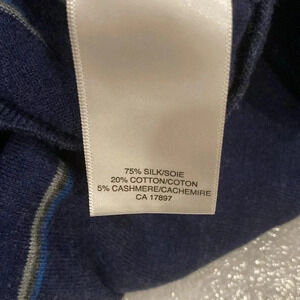 75% SILK/SOIE
20% COTTON/COTON
5% CASHMERE/CACHEMIRE
CA 17897